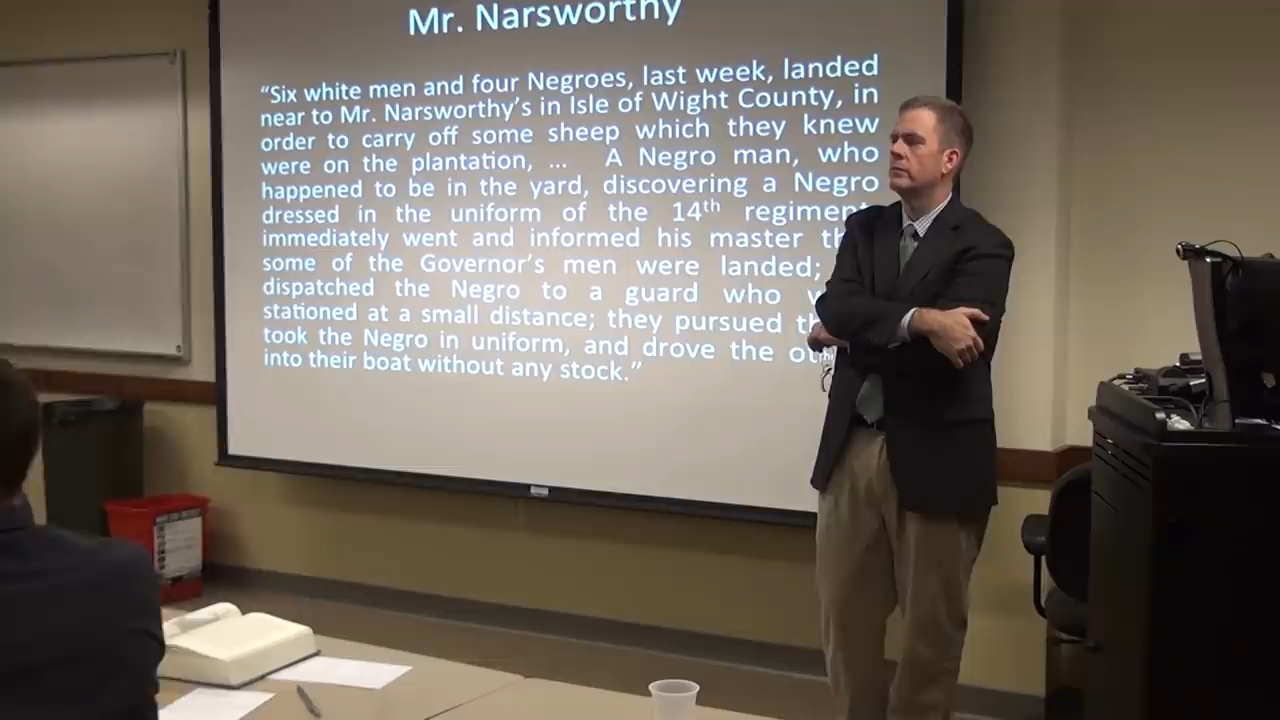 Mr. Narsworthy
“Six white men and four Negroes, last week, landed
near to Mr. Narsworthy’s in Isle of Wight County, in
order to carry off some sheep which they knew
were on the plantation, ... A Negro man, who
happened to be in the yard, discovering a Negro
dressed in the uniform of the 14th regiment
immediately went and informed his master th
some of the Governor’s men were landed;
dispatched the Negro to a guard who w
stationed at a small distance; they pursued th
took the Negro in uniform, and drove the ot
into their boat without any stock.”